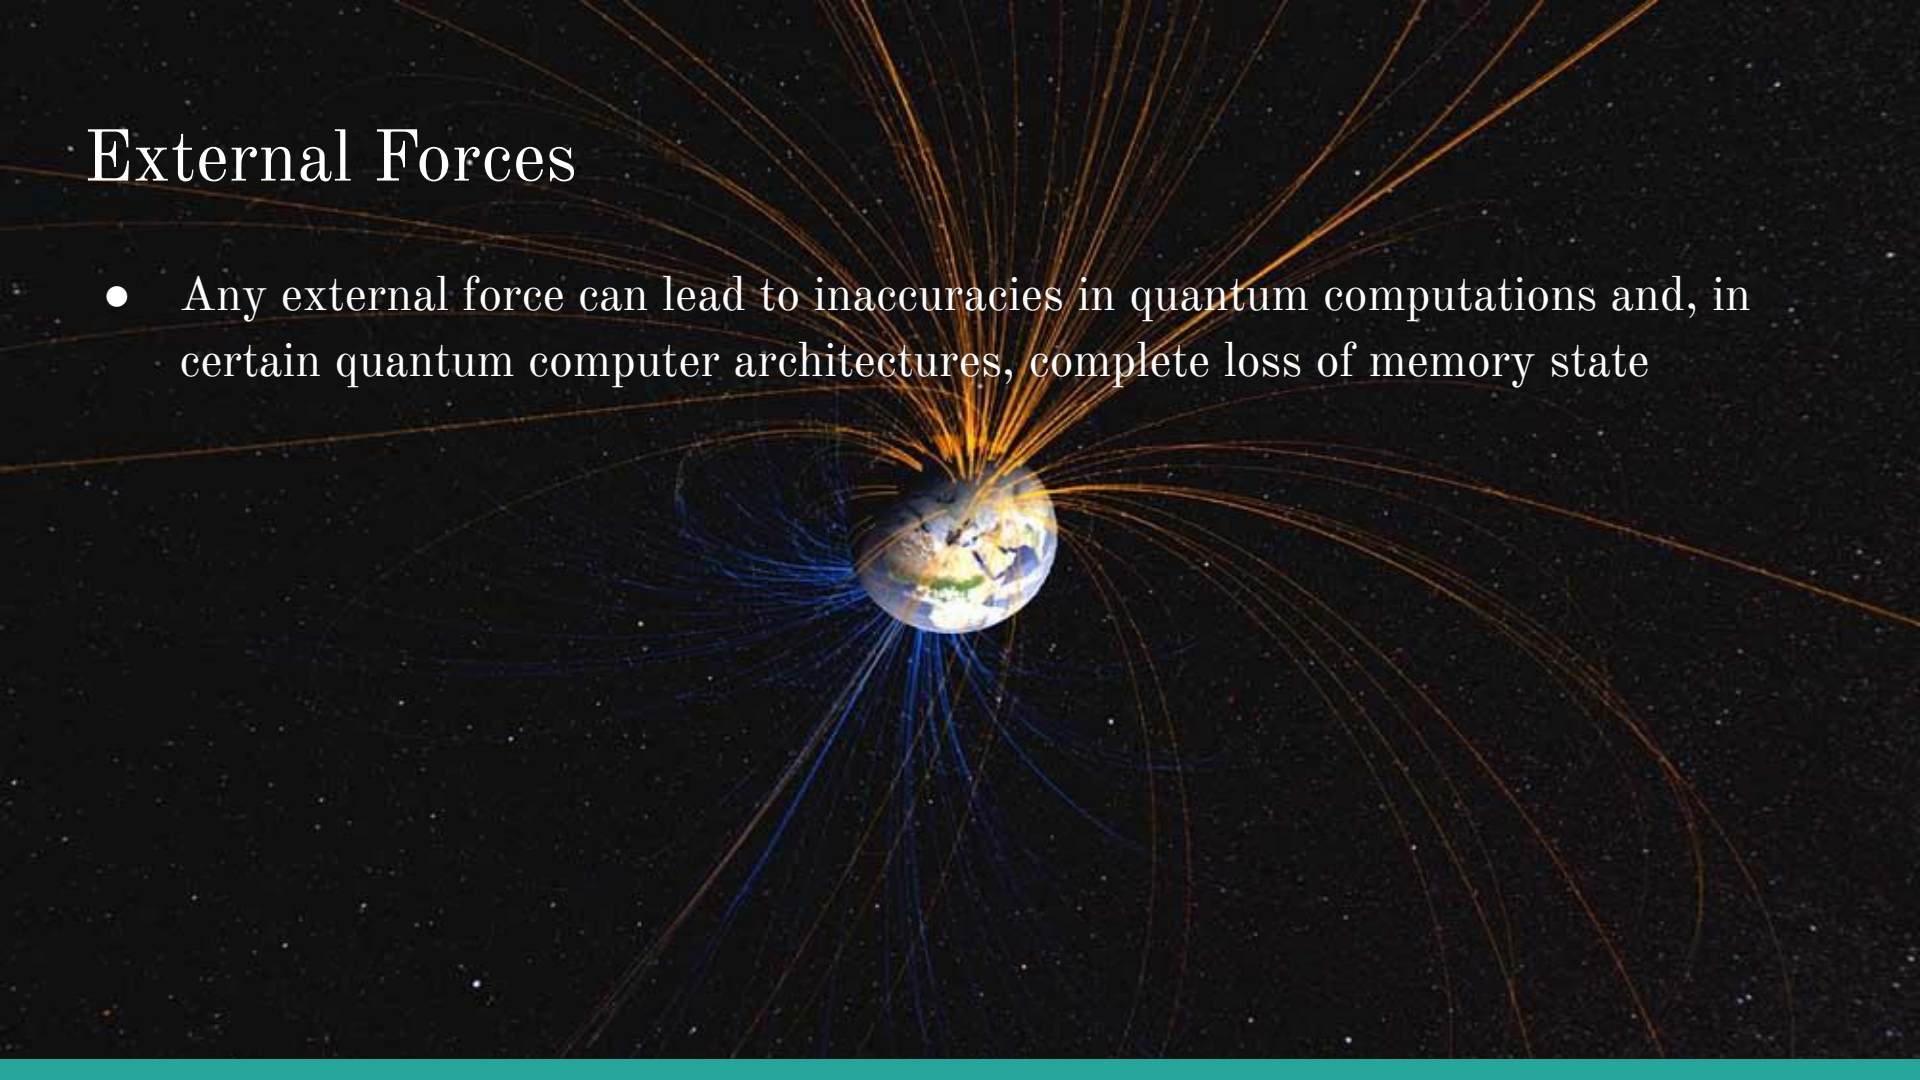 External Forces
● Any external force can lead to inaccuracies in quantum computations and, in
certain quantum computer architectures, complete loss of memory state